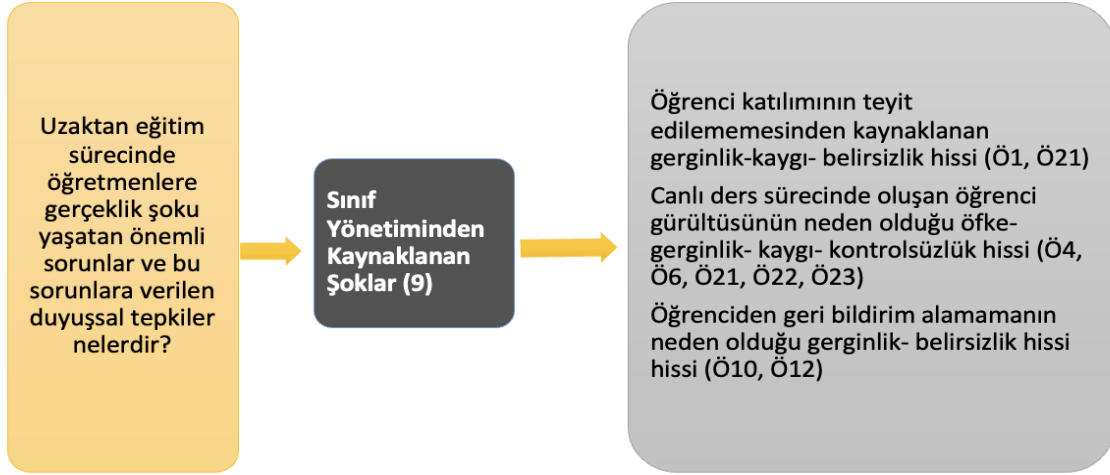 Uzaktan eğitim
sürecinde
öğretmenlere
gerçeklik şoku
yaşatan önemli
sorunlar ve bu
sorunlara verilen
duyuşsal tepkiler
nelerdir?
Sınıf
Yönetiminden
Kaynaklanan
Şoklar (9)
Öğrenci katılımının teyit
edilememesinden kaynaklanan
gerginlik-kaygı- belirsizlik hissi (Ö1, Ö21)
Canlı ders sürecinde oluşan öğrenci
gürültüsünün neden olduğu öfke-
gerginlik- kaygı- kontrolsüzlük hissi (Ö4,
Ö6, Ö21, Ö22, Ö23)
Öğrenciden geri bildirim alamamanın
neden olduğu gerginlik- belirsizlik hissi
hissi (Ö10, Ö12)